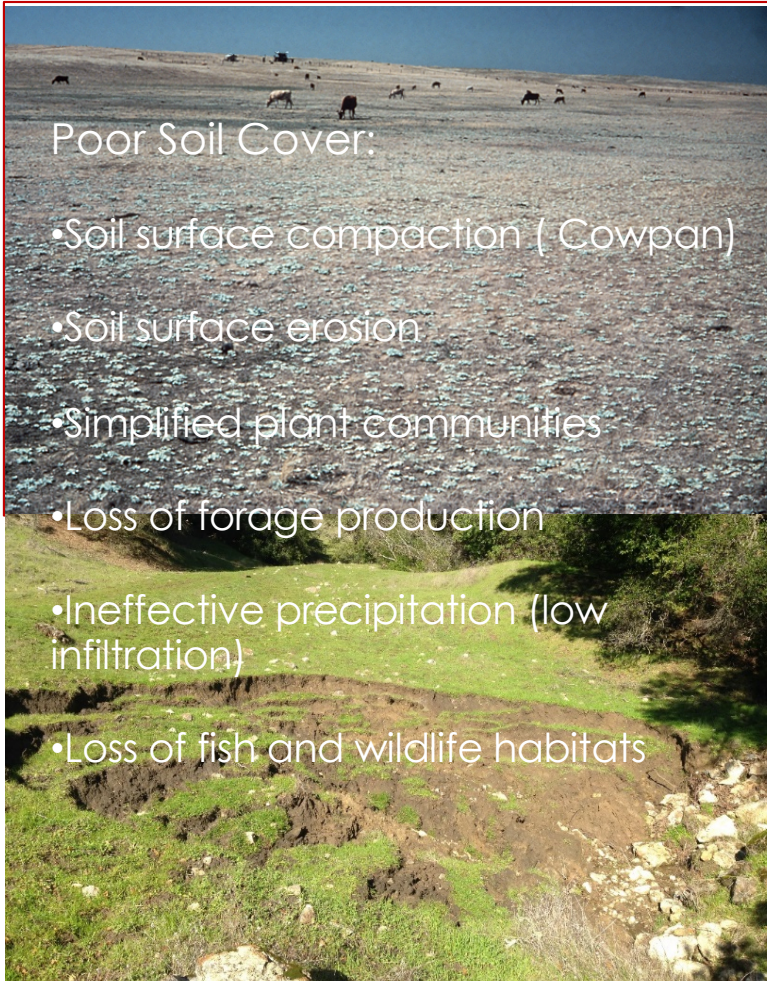 Poor Soil Cover:
•Soil surface compaction ( Cowpan)
•Soil surface erosion
•Simplified plant communities
•Loss of forage production
•Ineffective precipitation (low
infiltration)
•Loss of fish and wildlife habitats